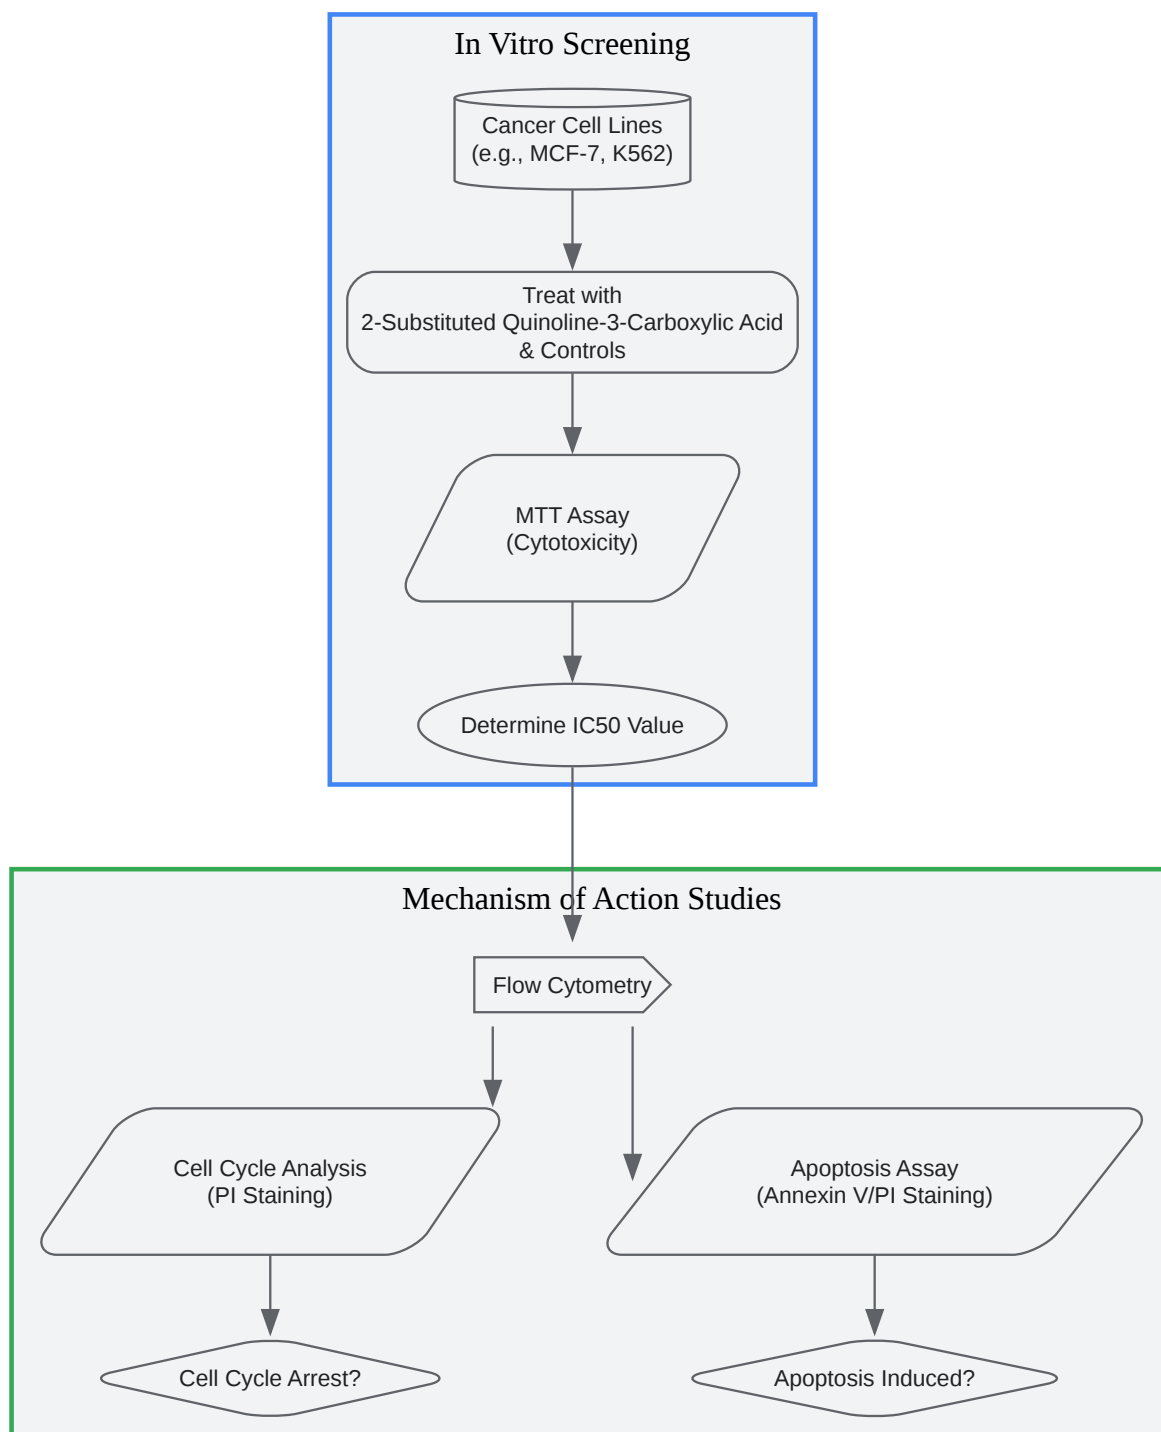 In Vitro Screening
Cancer Cell Lines
(e.g., MCF-7, K562)
Treat with
2-Substituted Quinoline-3-Carboxylic Acid
& Controls
MTT Assay
(Cytotoxicity)
Determine IC50 Value
Mechanism of Action Studies
Flow Cytometry
Cell Cycle Analysis
(PI Staining)
Apoptosis Assay
(Annexin V/PI Staining)
Cell Cycle Arrest?
Apoptosis Induced?